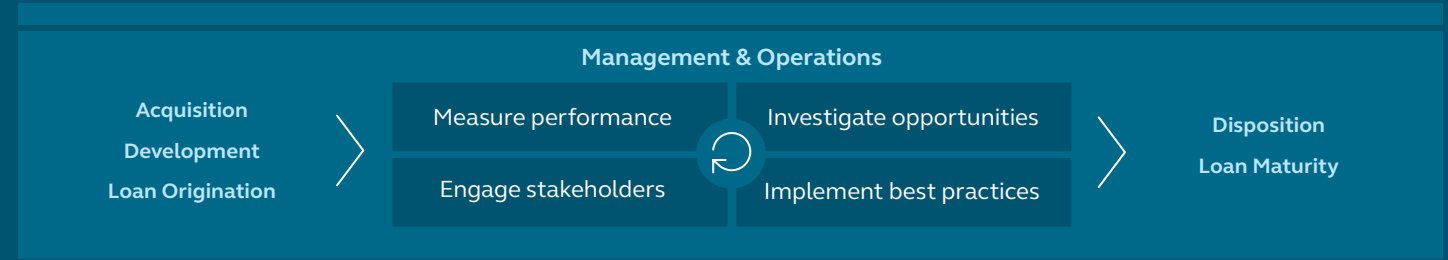 Management & Operations
Acquisition
Development
Loan Origination
Measure performance
Investigate opportunities
Engage stakeholders
Implement best practices
Disposition
Loan Maturity